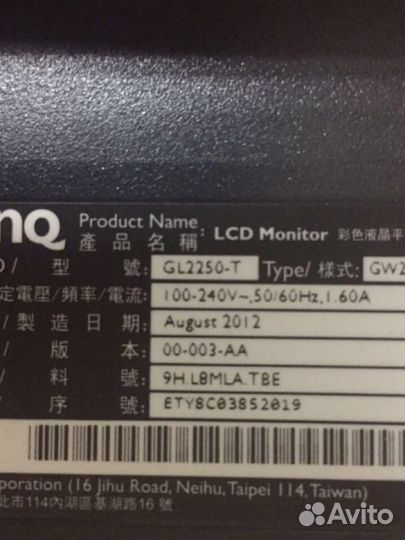 nQ Product Name: LCD Monitor 彩色液晶平
產品名稱:
/ 型 號: GL2250-T Type/ 樣式: GW2
定電壓/頻率/電流: 100-240V~,50/60Hz,1.60A
/ 製造日期: August 2012
/ 版 本: 00-003-AA
/ 料 號: 9H.L8MLA.TBE
/ 序 號: ETY8C03852019
poration (16 Jihu Road, Neihu, Taipei 114, Taiwan)
北市114內湖區基湖路16 號
Avito